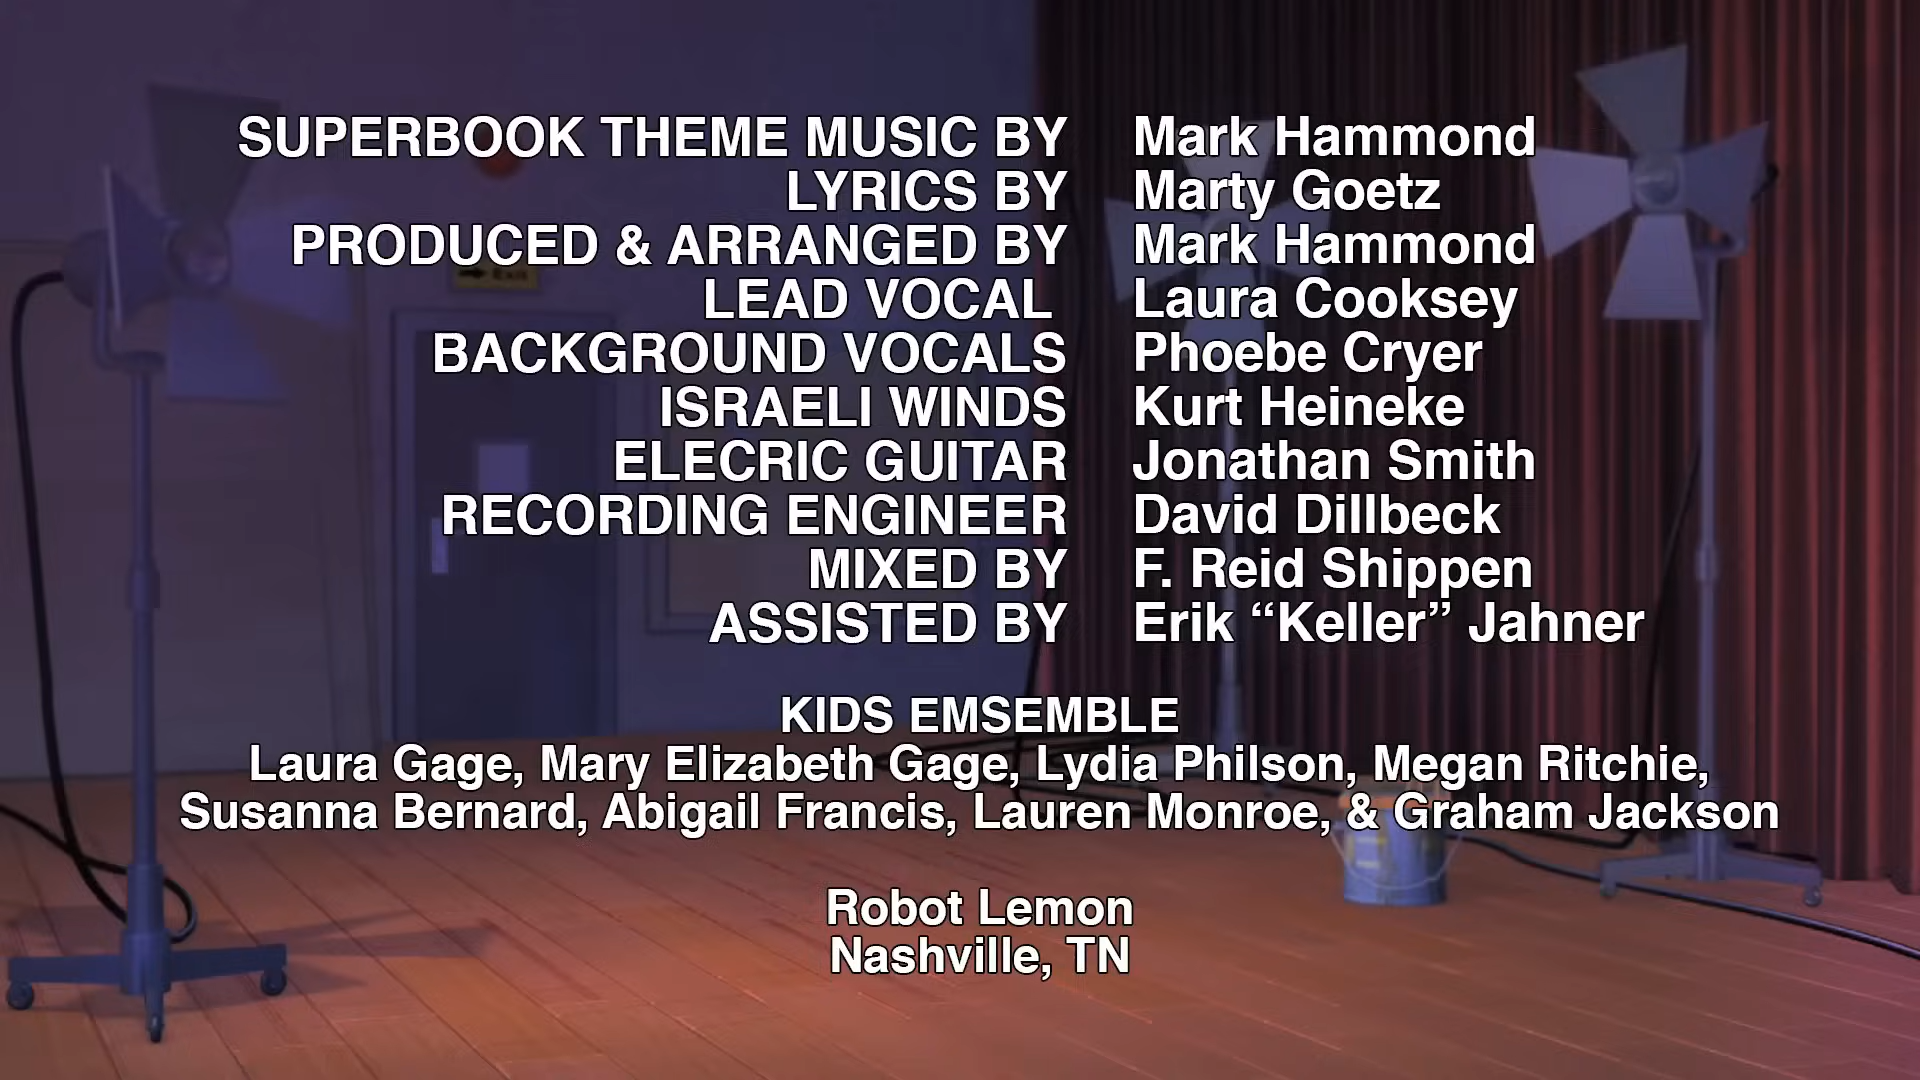 SUPERBOOK THEME MUSIC BY Mark Hammond
LYRICS BY Marty Goetz
PRODUCED & ARRANGED BY Mark Hammond
LEAD VOCAL Laura Cooksey
BACKGROUND VOCALS Phoebe Cryer
ISRAELI WINDS Kurt Heineke
ELECRIC GUITAR Jonathan Smith
RECORDING ENGINEER David Dillbeck
MIXED BY F. Reid Shippen
ASSISTED BY Erik “Keller” Jahner
KIDS EMSEMBLE
Laura Gage, Mary Elizabeth Gage, Lydia Philson, Megan Ritchie,
Susanna Bernard, Abigail Francis, Lauren Monroe, & Graham Jackson
Robot Lemon
Nashville, TN
Exit